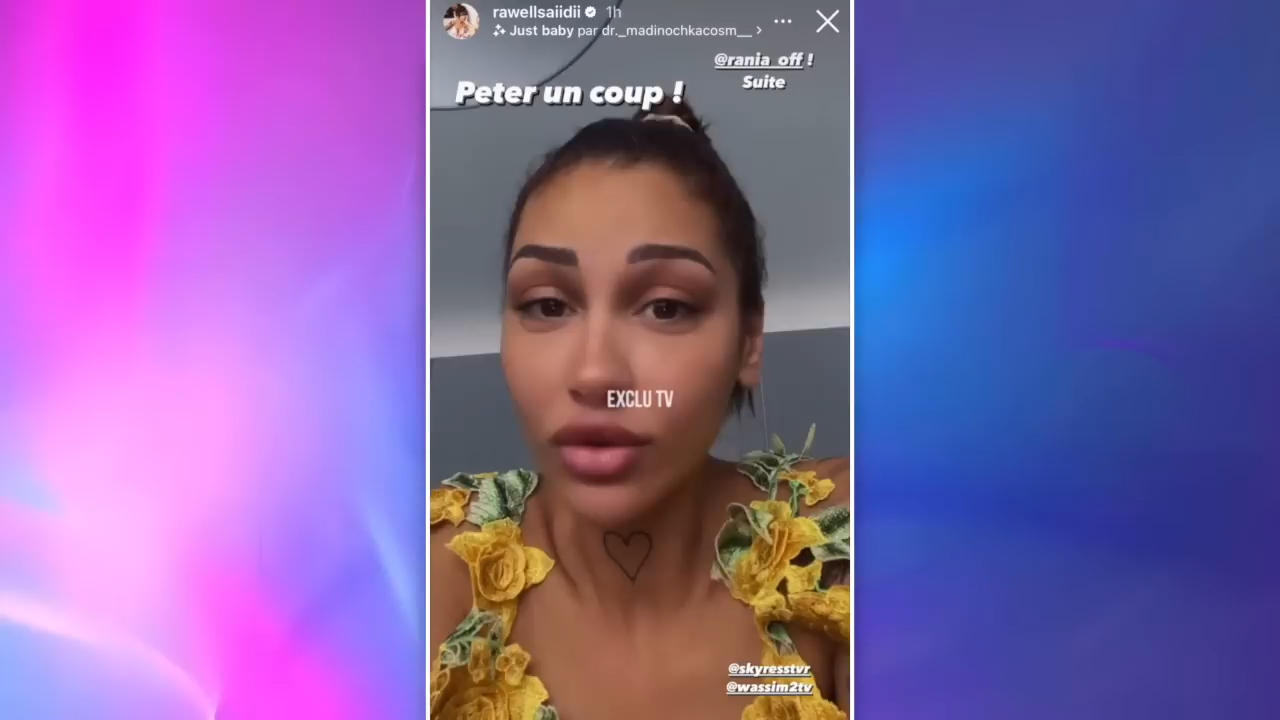 rawellsaiidii 1h
Just baby par dr._madinochkacosm__ >
@rania_off !
Suite
Peter un coup !
EXCLU TV
@skyresstvr
@wassim2tv